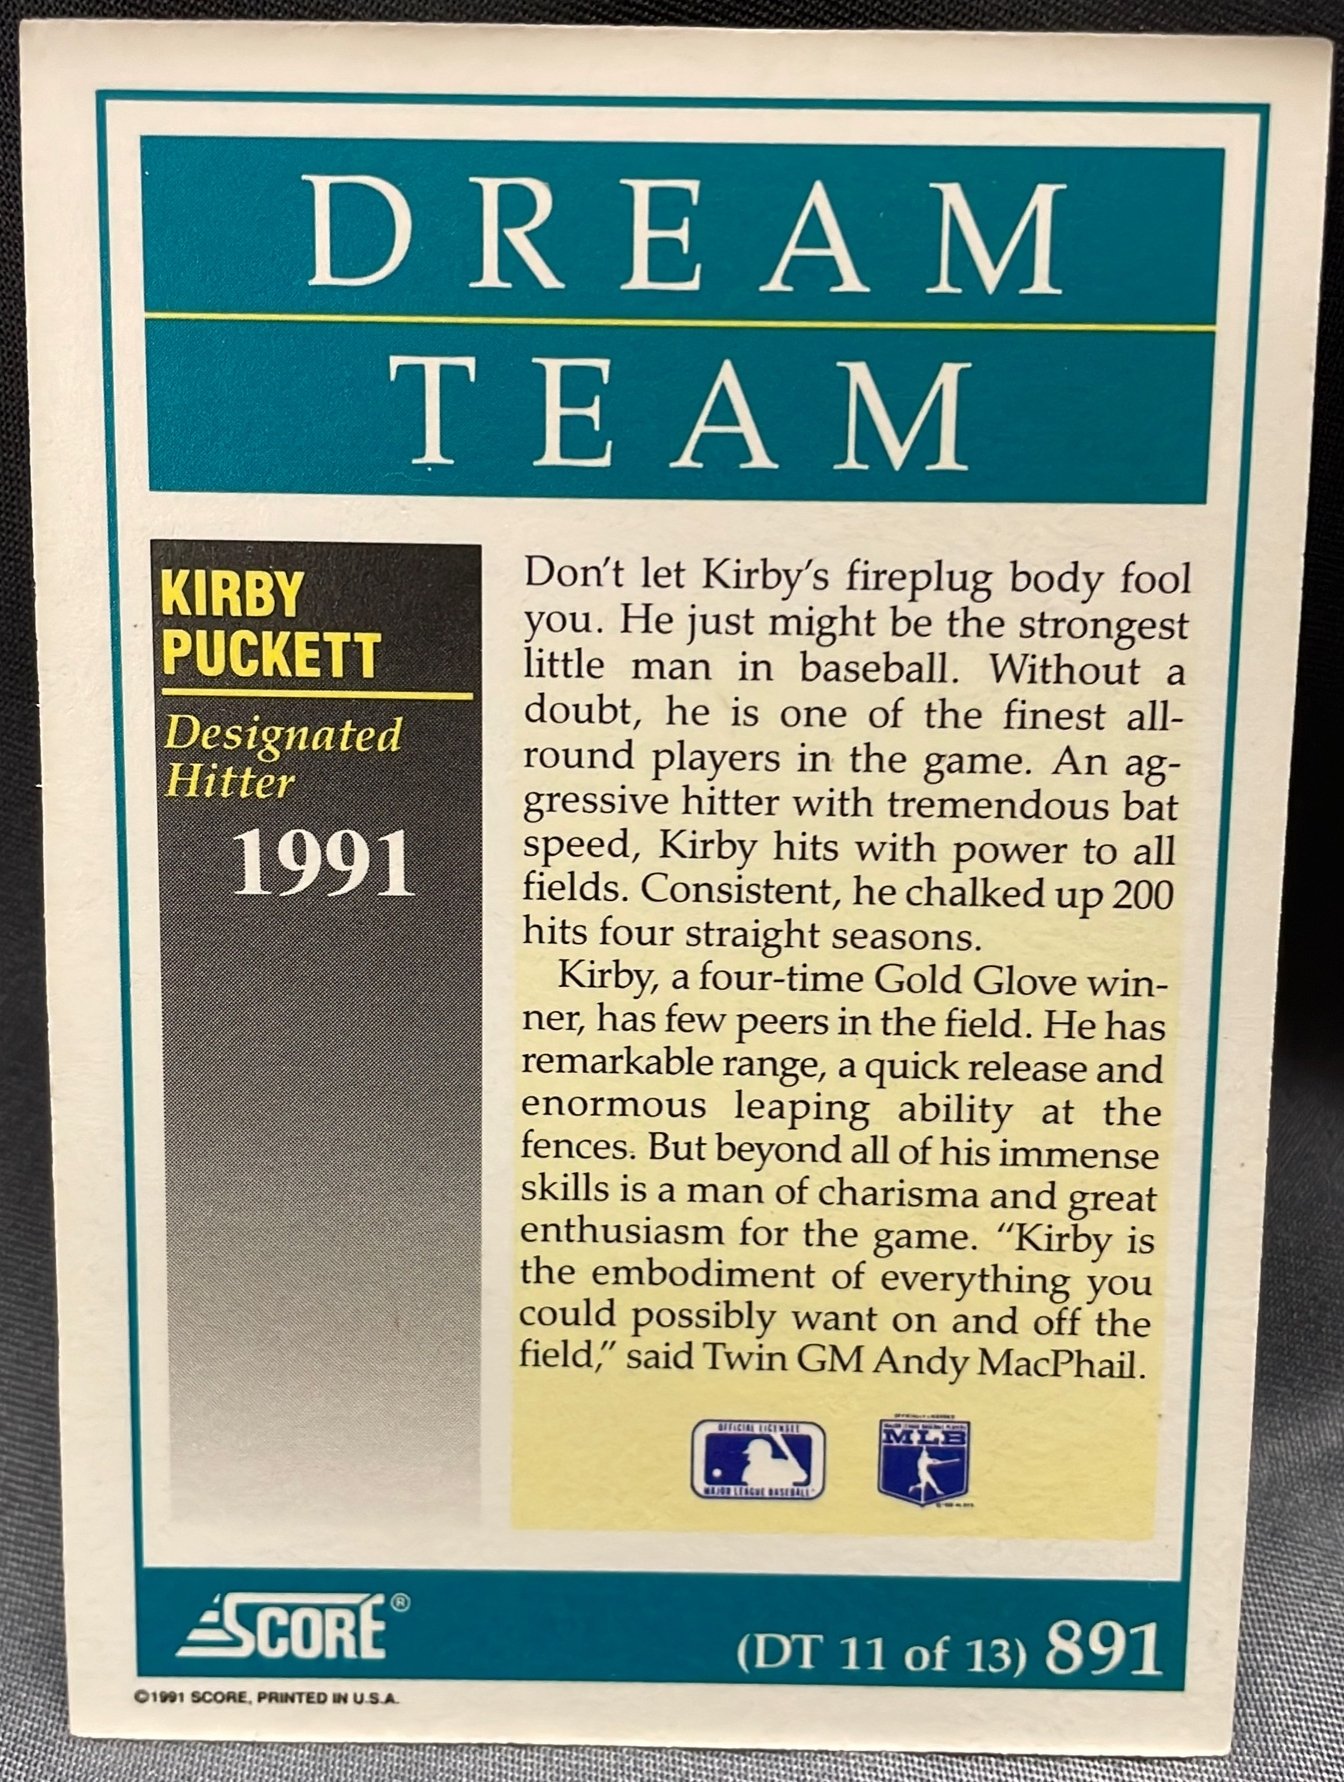 DREAM
TEAM
KIRBY
PUCKETT
Designated
Hitter
1991
Don't let Kirby's fireplug body fool
you. He just might be the strongest
little man in baseball. Without a
doubt, he is one of the finest all-
round players in the game. An ag-
gressive hitter with tremendous bat
speed, Kirby hits with power to all
fields. Consistent, he chalked up 200
hits four straight seasons.
Kirby, a four-time Gold Glove win-
ner, has few peers in the field. He has
remarkable range, a quick release and
enormous leaping ability at the
fences. But beyond all of his immense
skills is a man of charisma and great
enthusiasm for the game. "Kirby is
the embodiment of everything you
could possibly want on and off the
field," said Twin GM Andy MacPhail.
OFFICIAL LICENSEE
MAJOR LEAGUE BASEBALL
MLB
SCORE®
(DT 11 of 13) 891
©1991 SCORE, PRINTED IN U.S.A.